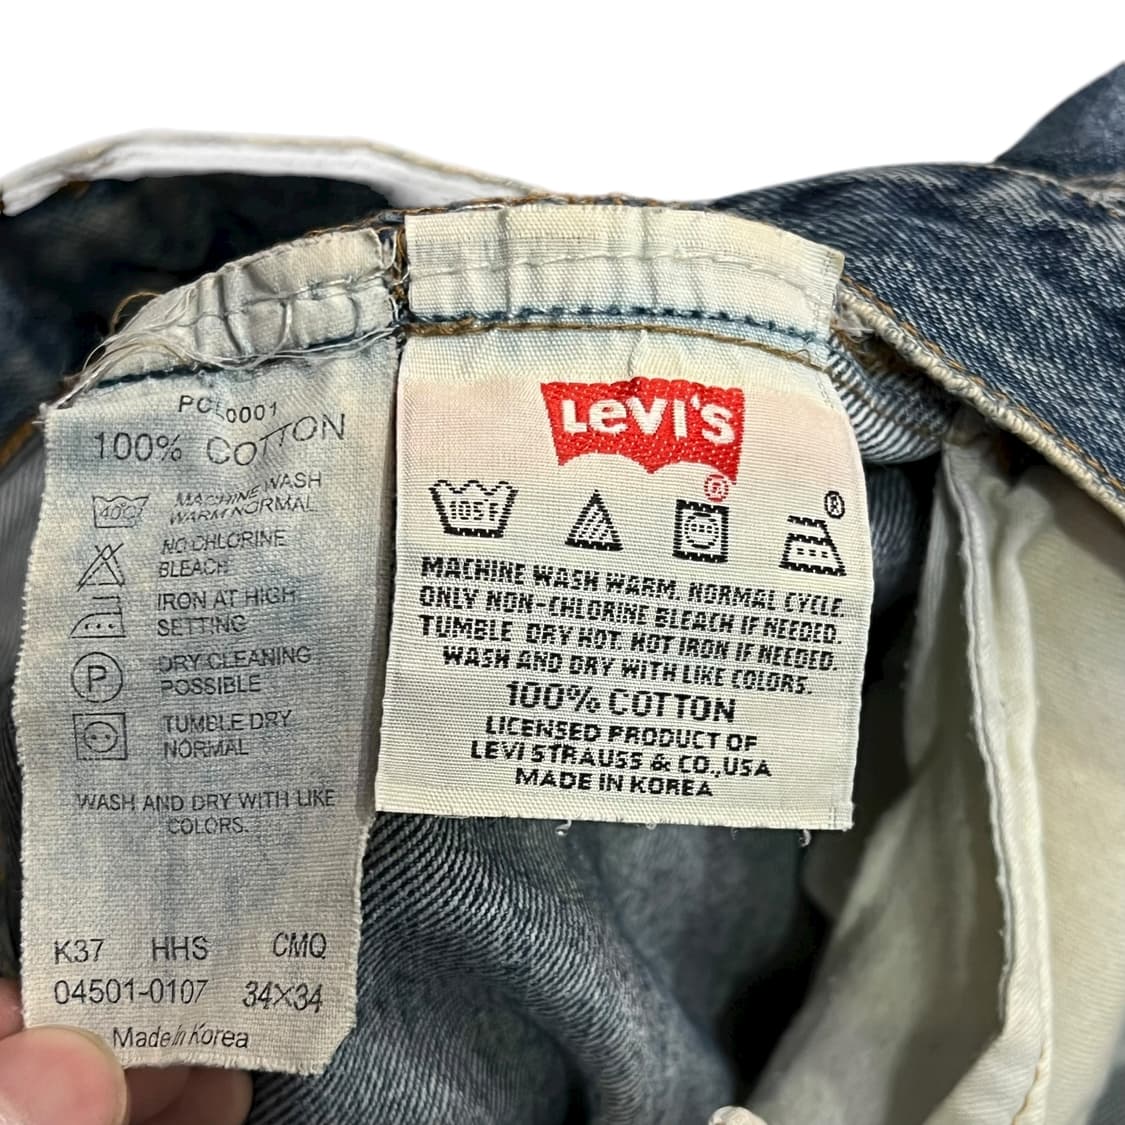 PCL0001
100% COTTON
40C
MACHINE WASH
WARM NORMAL
NO CHLORINE
BLEACH
IRON AT HIGH
SETTING
P
DRY CLEANING
POSSIBLE
TUMBLE DRY
NORMAL
WASH AND DRY WITH LIKE
COLORS.
K37 HHS CMQ
04501-0107 34X34
Made in Korea
LEVI'S
®
105F
®
MACHINE WASH WARM, NORMAL CYCLE.
ONLY NON-CHLORINE BLEACH IF NEEDED.
TUMBLE DRY HOT. HOT IRON IF NEEDED.
WASH AND DRY WITH LIKE COLORS.
100% COTTON
LICENSED PRODUCT OF
LEVI STRAUSS & CO.,USA
MADE IN KOREA